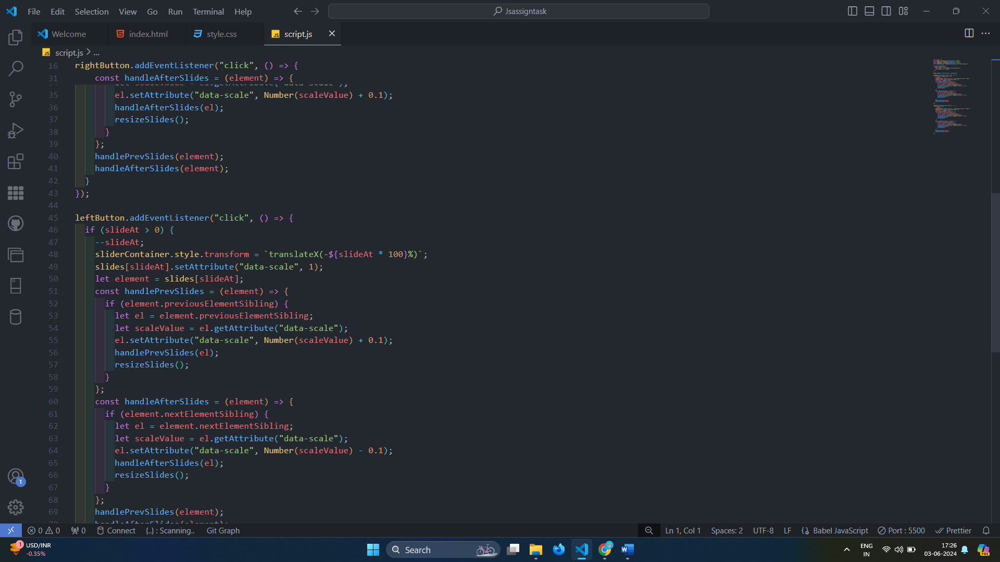 File Edit Selection View Go Run Terminal Help
Jsassigntask
Welcome
index.html
style.css
script.js
script.js > ...
16 rightButton.addEventListener("click", () => {
31 const handleAfterSlides = (element) => {
35 el.setAttribute("data-scale", Number(scaleValue) + 0.1);
36 handleAfterSlides(el);
37 resizeSlides();
38 }
39 };
40 handlePrevSlides(element);
41 handleAfterSlides(element);
42 }
43 });
44
45 leftButton.addEventListener("click", () => {
46 if (slideAt > 0) {
47 --slideAt;
48 sliderContainer.style.transform = `translateX(-${slideAt * 100}%)`;
49 slides[slideAt].setAttribute("data-scale", 1);
50 let element = slides[slideAt];
51 const handlePrevSlides = (element) => {
52 if (element.previousElementSibling) {
53 let el = element.previousElementSibling;
54 let scaleValue = el.getAttribute("data-scale");
55 el.setAttribute("data-scale", Number(scaleValue) + 0.1);
56 handlePrevSlides(el);
57 resizeSlides();
58 }
59 };
60 const handleAfterSlides = (element) => {
61 if (element.nextElementSibling) {
62 let el = element.nextElementSibling;
63 let scaleValue = el.getAttribute("data-scale");
64 el.setAttribute("data-scale", Number(scaleValue) - 0.1);
65 handleAfterSlides(el);
66 resizeSlides();
67 }
68 };
69 handlePrevSlides(element);
1
0 0 0 Connect {..} : Scanning.. Git Graph
Ln 1, Col 1 Spaces: 2 UTF-8 LF {} Babel JavaScript Port : 5500 Prettier
1
USD/INR
-0.35%
Search
3
W
ENG
IN
17:26
03-06-2024
PRE